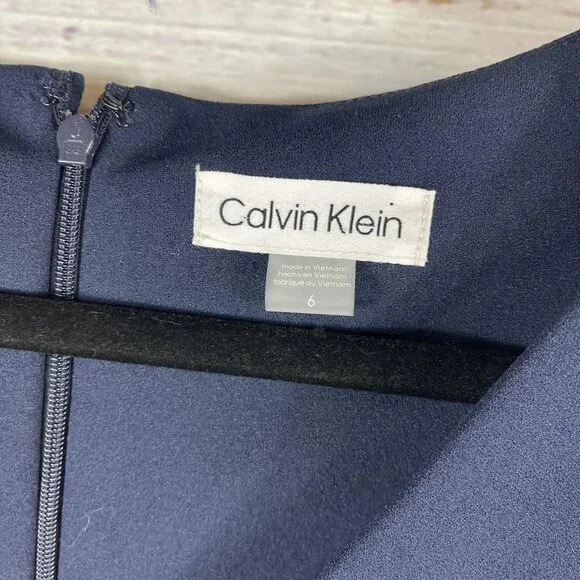 Calvin Klein
made in Vietnam
hecho en Vietnam
fabriqué au Vietnam
6